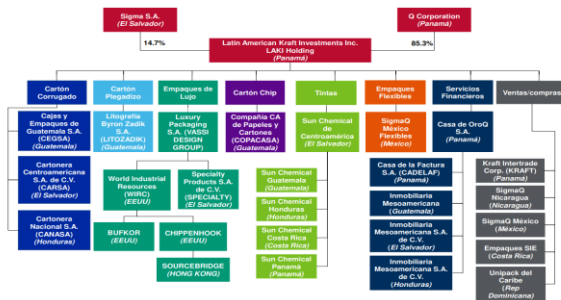 Sigma S.A.
(El Salvador)
Q Corporation
(Panamá)
14.7%
85.3%
Latin American Kraft Investments Inc.
LAKI Holding
(Panamá)
Cartón
Corrugado
Cartón
Plegadizo
Empaques de
Lujo
Cartón Chip
Tintas
Empaques
Flexibles
Servicios
Financieros
Ventas/compras
Cajas y
Empaques de
Guatemala S.A.
(CEGSA)
(Guatemala)
Cartonera
Centroamericana
S.A. de C.V.
(CARSA)
(El Salvador)
Cartonera
Nacional S.A.
(CANASA)
(Honduras)
Litografía
Byron Zadik
S.A.
(LITOZADIK)
(Guatemala)
Luxury
Packaging
S.A. (VASSI
DESIGN
GROUP)
World Industrial
Resources
(WIRC)
(EEUU)
Specialty
Products S.A.
de C.V.
(SPECIALTY)
(El Salvador)
BUFKOR
(EEUU)
CHIPPENHOOK
(EEUU)
SOURCEBRIDGE
(HONG KONG)
Compañia CA
de Papeles y
Cartones
(COPACASA)
(Guatemala)
Sun Chemical
de
Centroamérica
(El Salvador)
Sun Chemical
Guatemala
(Guatemala)
Sun Chemical
Honduras
(Honduras)
Sun Chemical
Costa Rica
(Costa Rica)
Sun Chemical
Panamá
(Panamá)
SigmaQ
México
Flexibles
(México)
Casa de OroQ
S.A.
(Panamá)
Casa de la Factura
S.A. (CADELAF)
(Panamá)
Inmobiliaria
Mesoamericana
(Guatemala)
Inmobiliaria
Mesoamericana S.A.
de C.V.
(El Salvador)
Inmobiliaria
Mesoamericana S.A.
de C.V.
(Honduras)
Kraft Intertrade
Corp. (KRAFT)
(Panamá)
SigmaQ
Nicaragua
(Nicaragua)
SigmaQ México
(México)
Empaques SIE
(Costa Rica)
Unipack del
Caribe
(Rep
Dominicana)